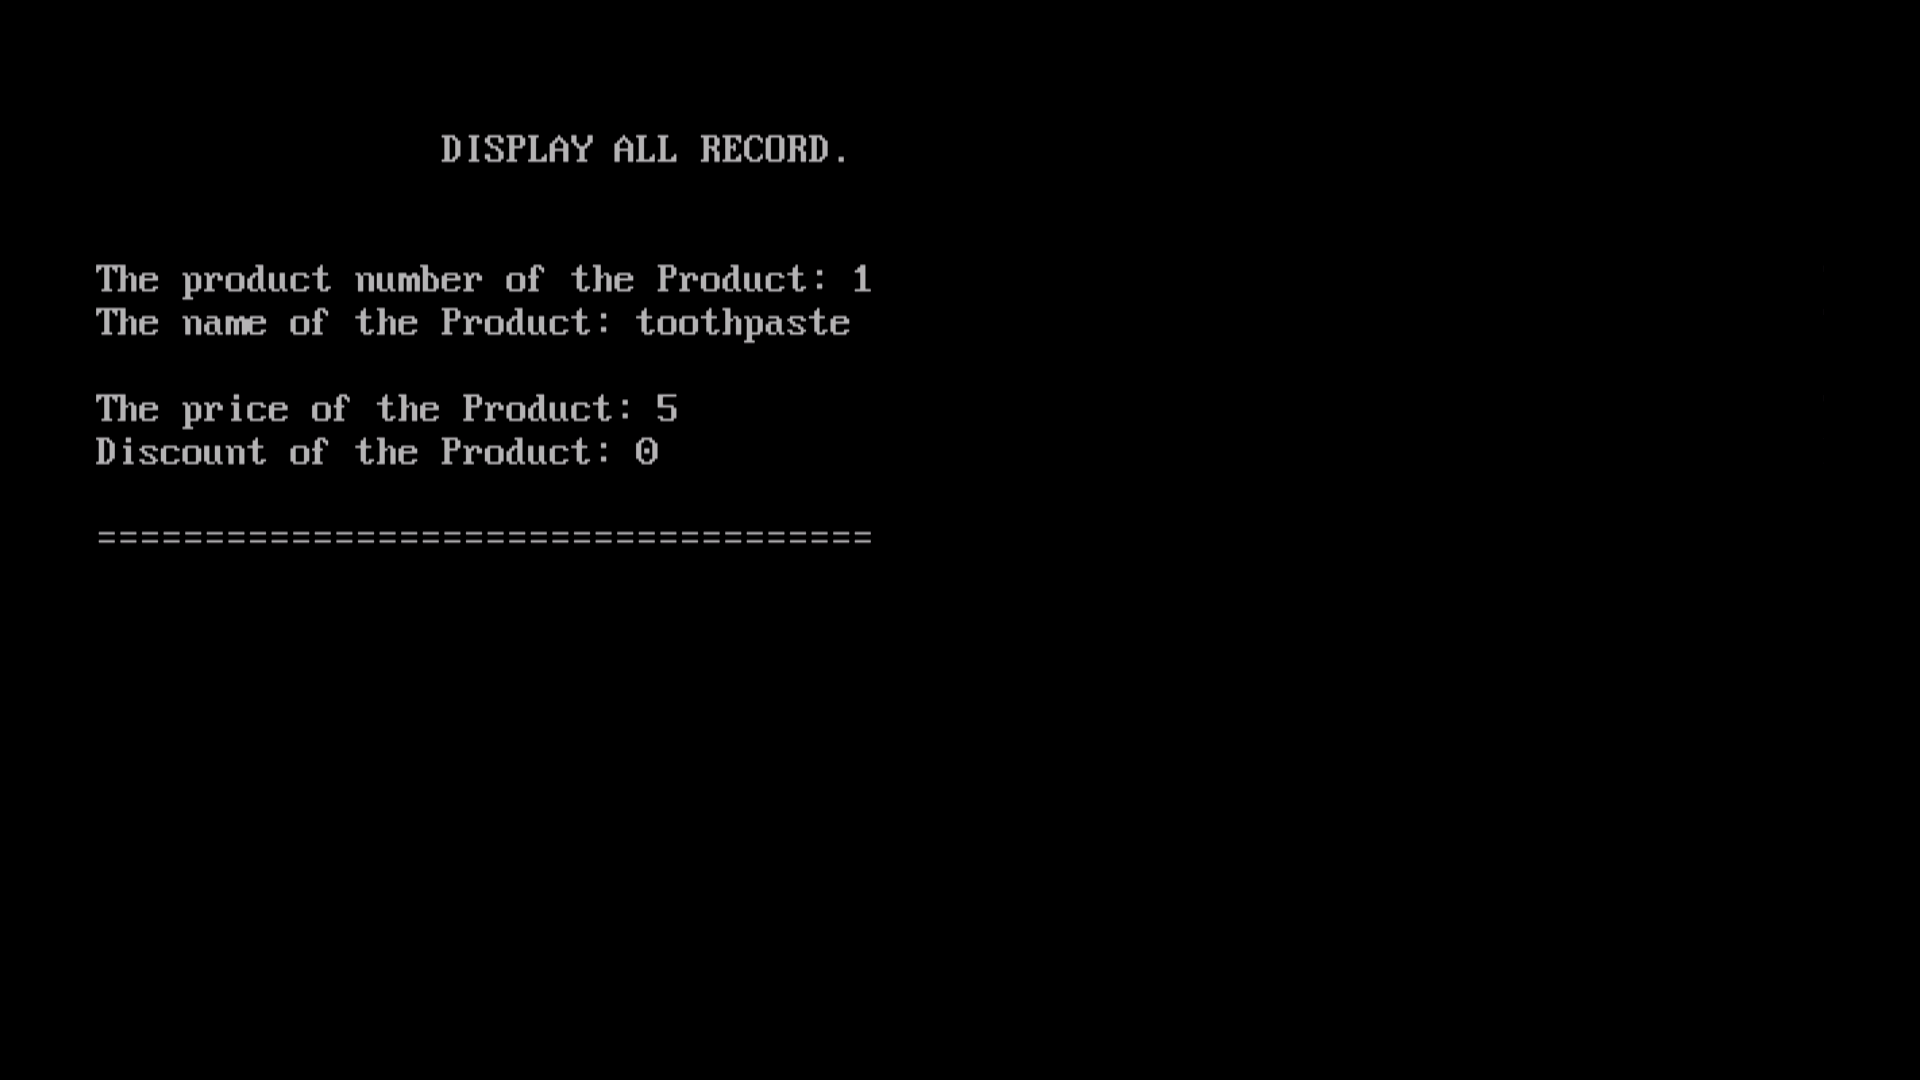 DISPLAY ALL RECORD.
The product number of the Product: 1
The name of the Product: toothpaste
The price of the Product: 5
Discount of the Product: 0
====================================